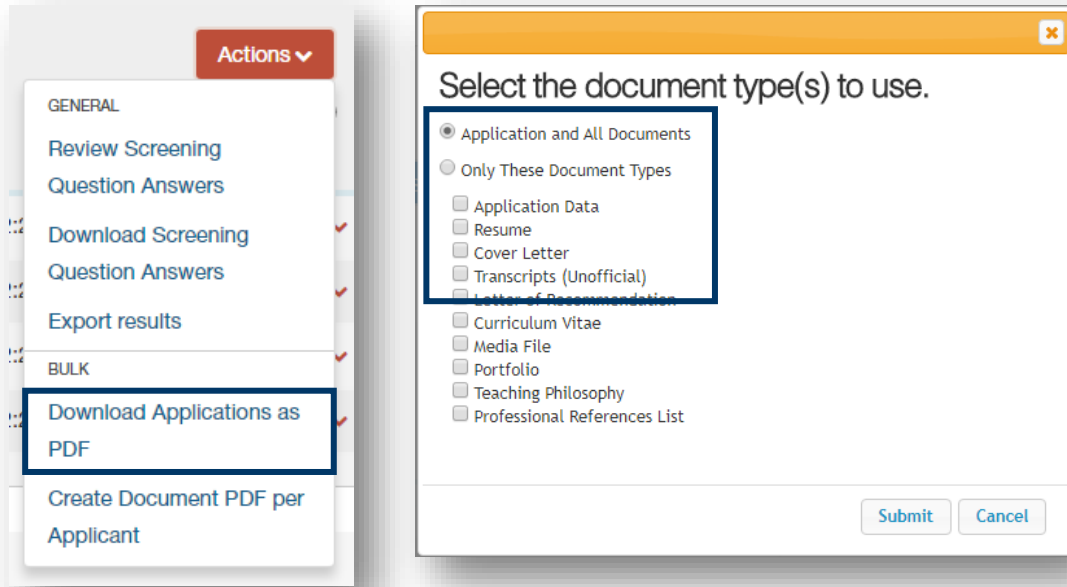 Actions
GENERAL
Review Screening
Question Answers
Download Screening
Question Answers
Export results
BULK
Download Applications as
PDF
Create Document PDF per
Applicant
Select the document type(s) to use.
Application and All Documents
Only These Document Types
Application Data
Resume
Cover Letter
Transcripts (Unofficial)
Letter of Recommendation
Curriculum Vitae
Media File
Portfolio
Teaching Philosophy
Professional References List
Submit
Cancel